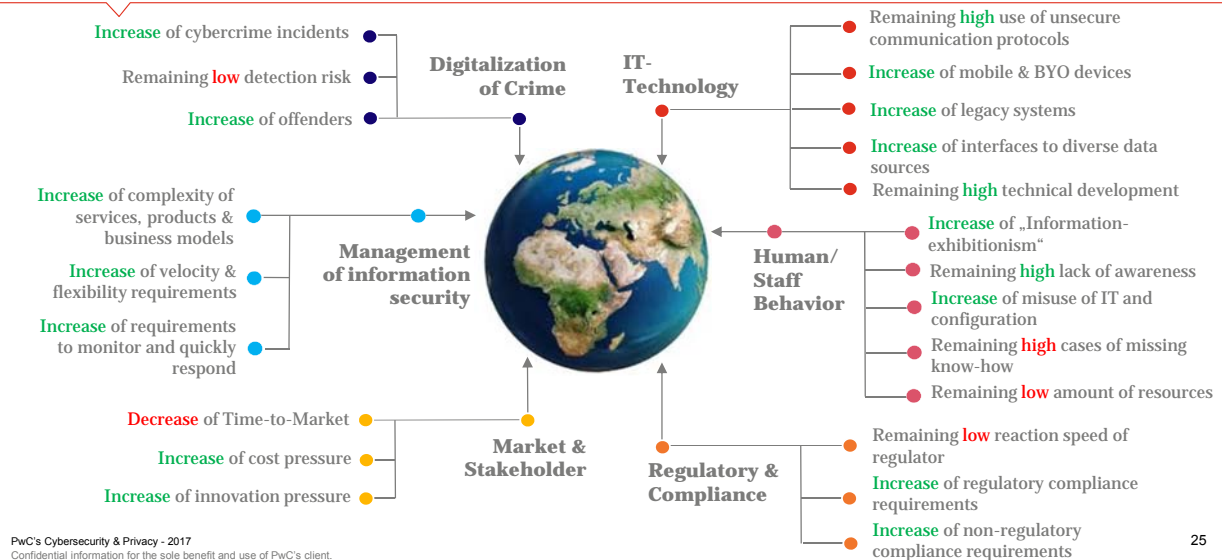 Increase of cybercrime incidents
Remaining low detection risk
Increase of offenders
Digitalization
of Crime
IT-
Technology
Remaining high use of unsecure
communication protocols
Increase of mobile & BYO devices
Increase of legacy systems
Increase of interfaces to diverse data
sources
Remaining high technical development
Increase of complexity of
services, products &
business models
Increase of velocity &
flexibility requirements
Increase of requirements
to monitor and quickly
respond
Management
of information
security
Human/
Staff
Behavior
Increase of „Information-
exhibitionism“
Remaining high lack of awareness
Increase of misuse of IT and
configuration
Remaining high cases of missing
know-how
Remaining low amount of resources
Decrease of Time-to-Market
Increase of cost pressure
Increase of innovation pressure
Market &
Stakeholder
Regulatory &
Compliance
Remaining low reaction speed of
regulator
Increase of regulatory compliance
requirements
Increase of non-regulatory
compliance requirements
PwC's Cybersecurity & Privacy - 2017
Confidential information for the sole benefit and use of PwC's client.
25